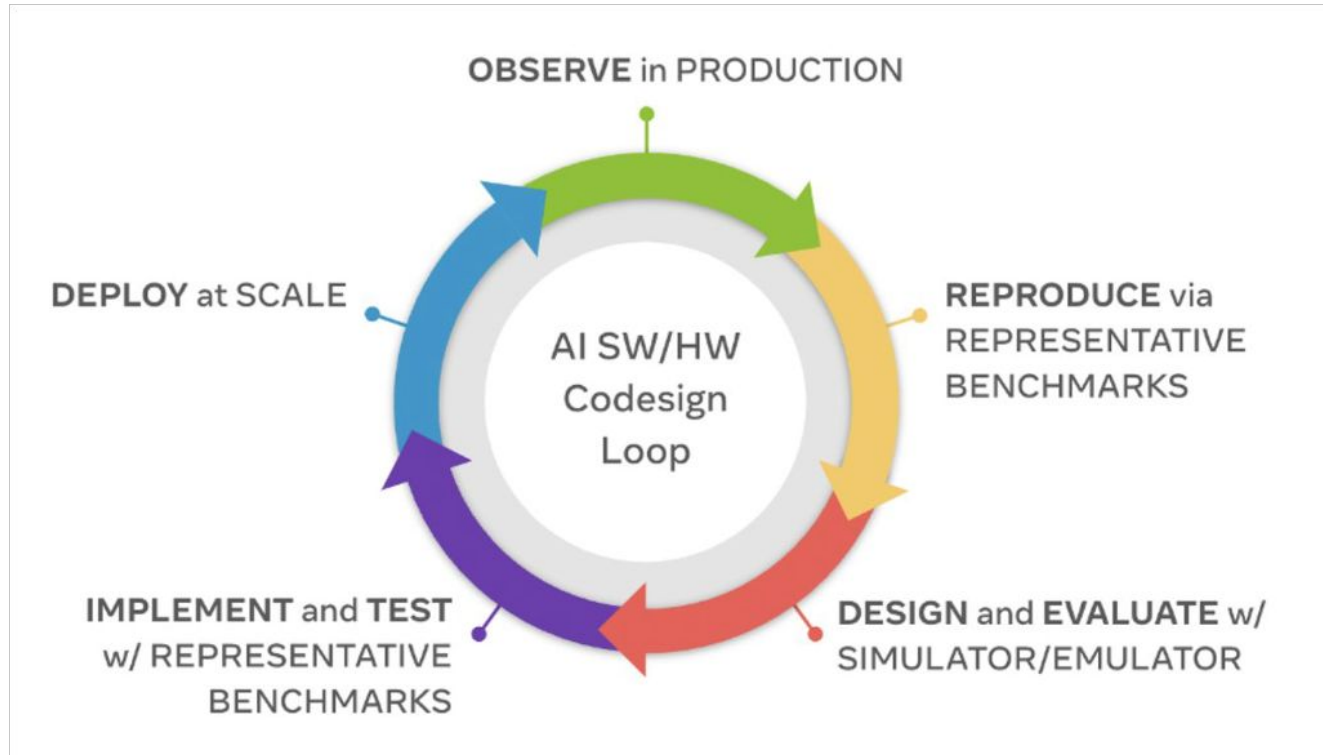 OBSERVE in PRODUCTION
REPRODUCE via
REPRESENTATIVE
BENCHMARKS
DESIGN and EVALUATE w/
SIMULATOR/EMULATOR
IMPLEMENT and TEST
w/ REPRESENTATIVE
BENCHMARKS
DEPLOY at SCALE
AI SW/HW
Codesign
Loop